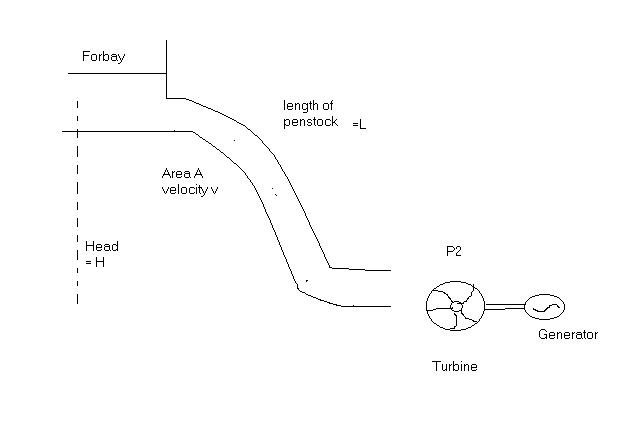 Forbay
length of
penstock =L
Area A
velocity v
Head
= H
P2
Generator
Turbine